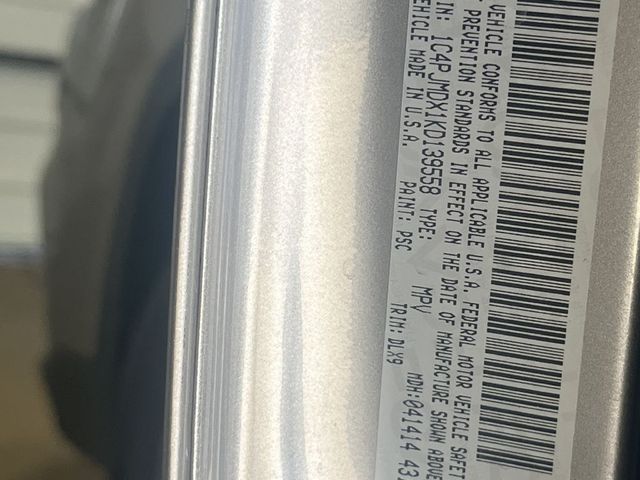 VEHICLE CONFORMS TO ALL APPLICABLE U.S.A. FEDERAL MOTOR VEHICLE SAFET
PREVENTION STANDARDS IN EFFECT ON THE DATE OF MANUFACTURE SHOWN ABOVE
IN: 1C4PJMDX1KD139558 TYPE: MPV MDH:041414 43
VEHICLE MADE IN U.S.A. PAINT: PSC TRIM: DLX9